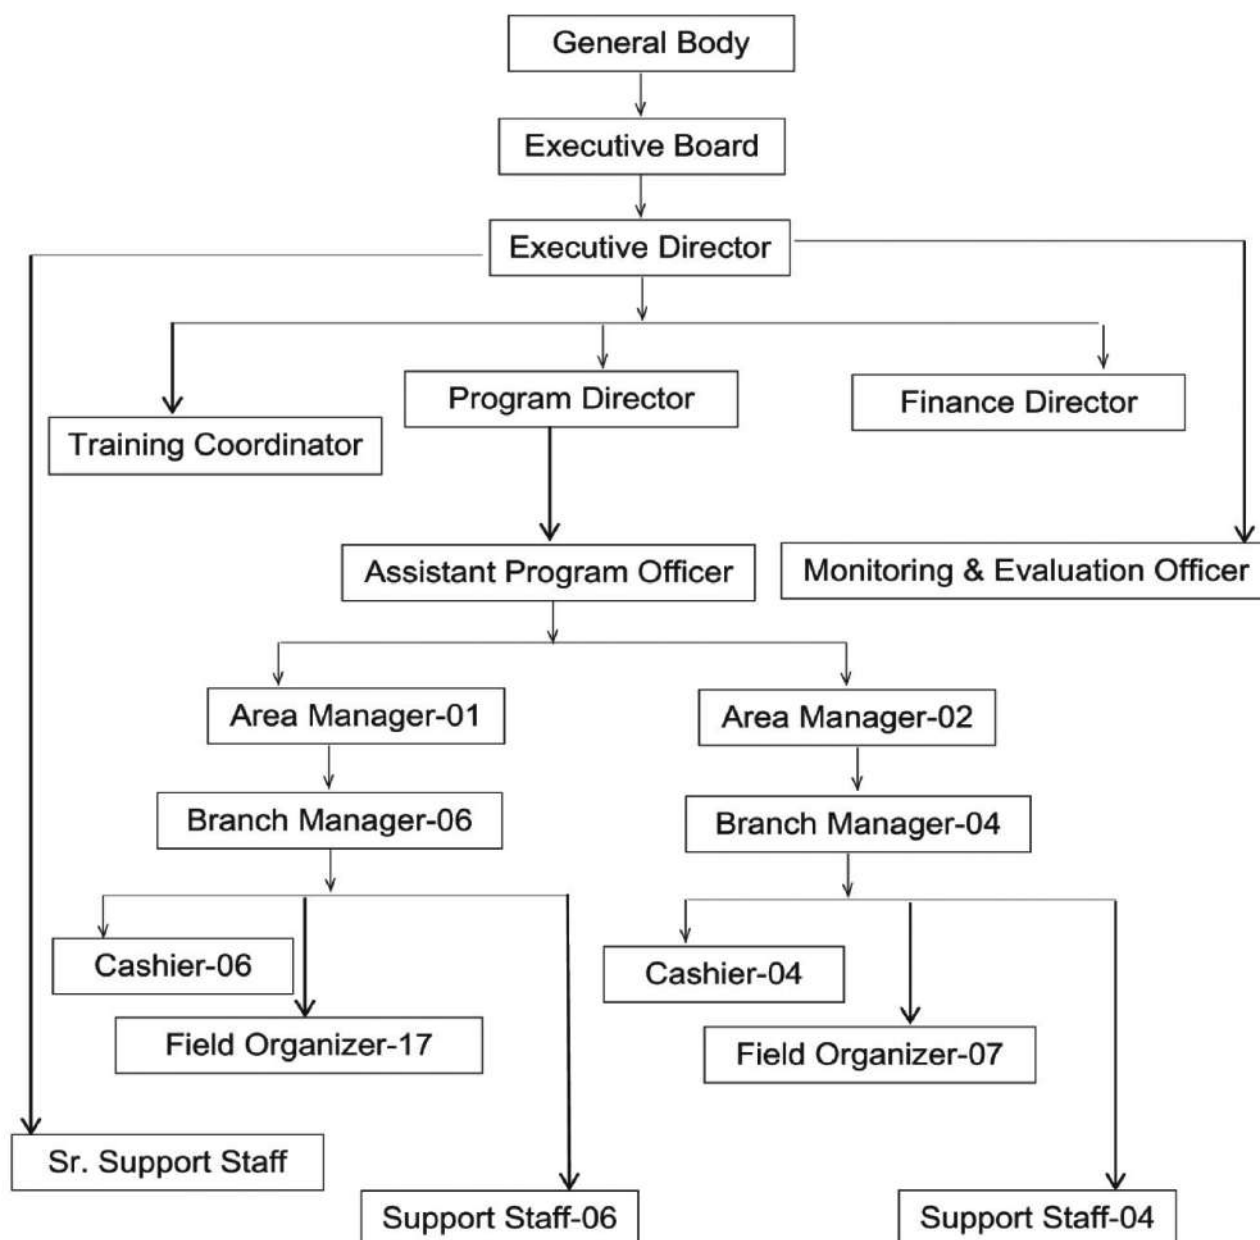 General Body
Executive Board
Executive Director
Program Director
Finance Director
Training Coordinator
Assistant Program Officer
Monitoring & Evaluation Officer
Area Manager-01
Area Manager-02
Branch Manager-06
Branch Manager-04
Cashier-06
Cashier-04
Field Organizer-17
Field Organizer-07
Sr. Support Staff
Support Staff-06
Support Staff-04